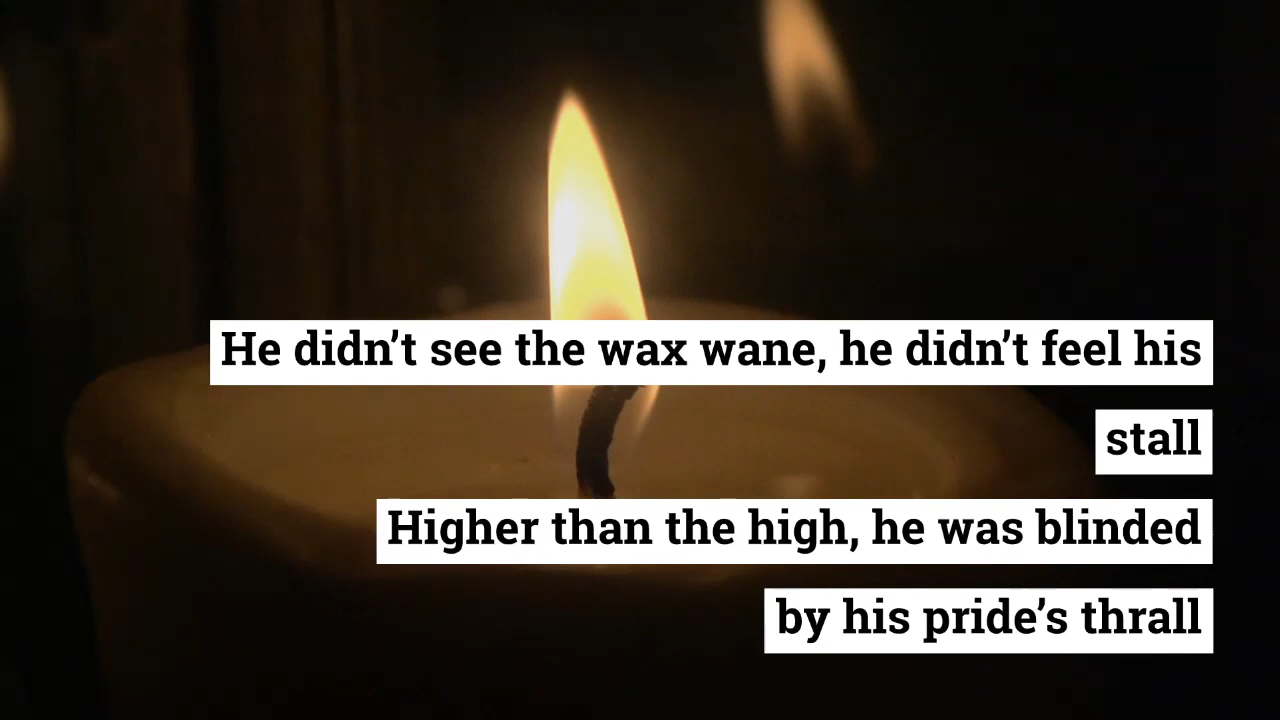 He didn’t see the wax wane, he didn’t feel his
stall
Higher than the high, he was blinded
by his pride’s thrall